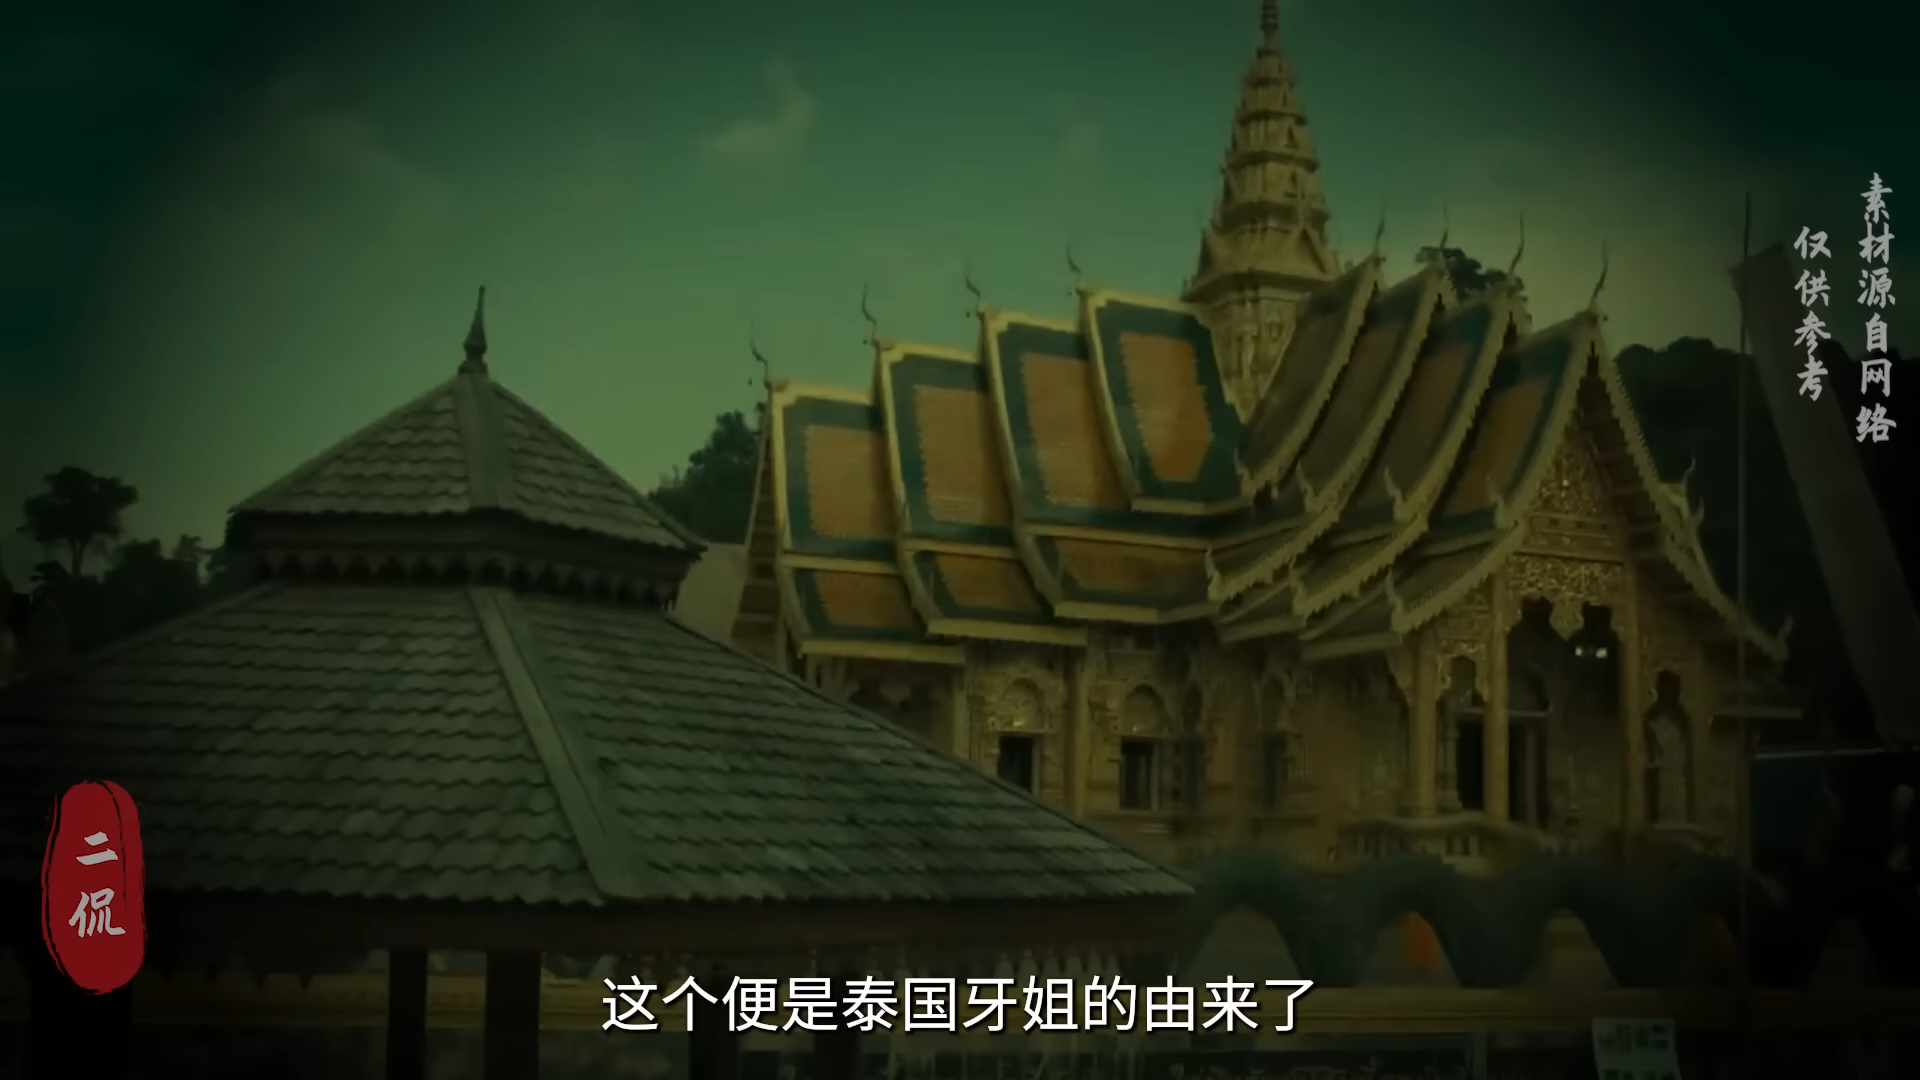 素材源自网络
仅供参考
二侃
这个便是泰国牙姐的由来了